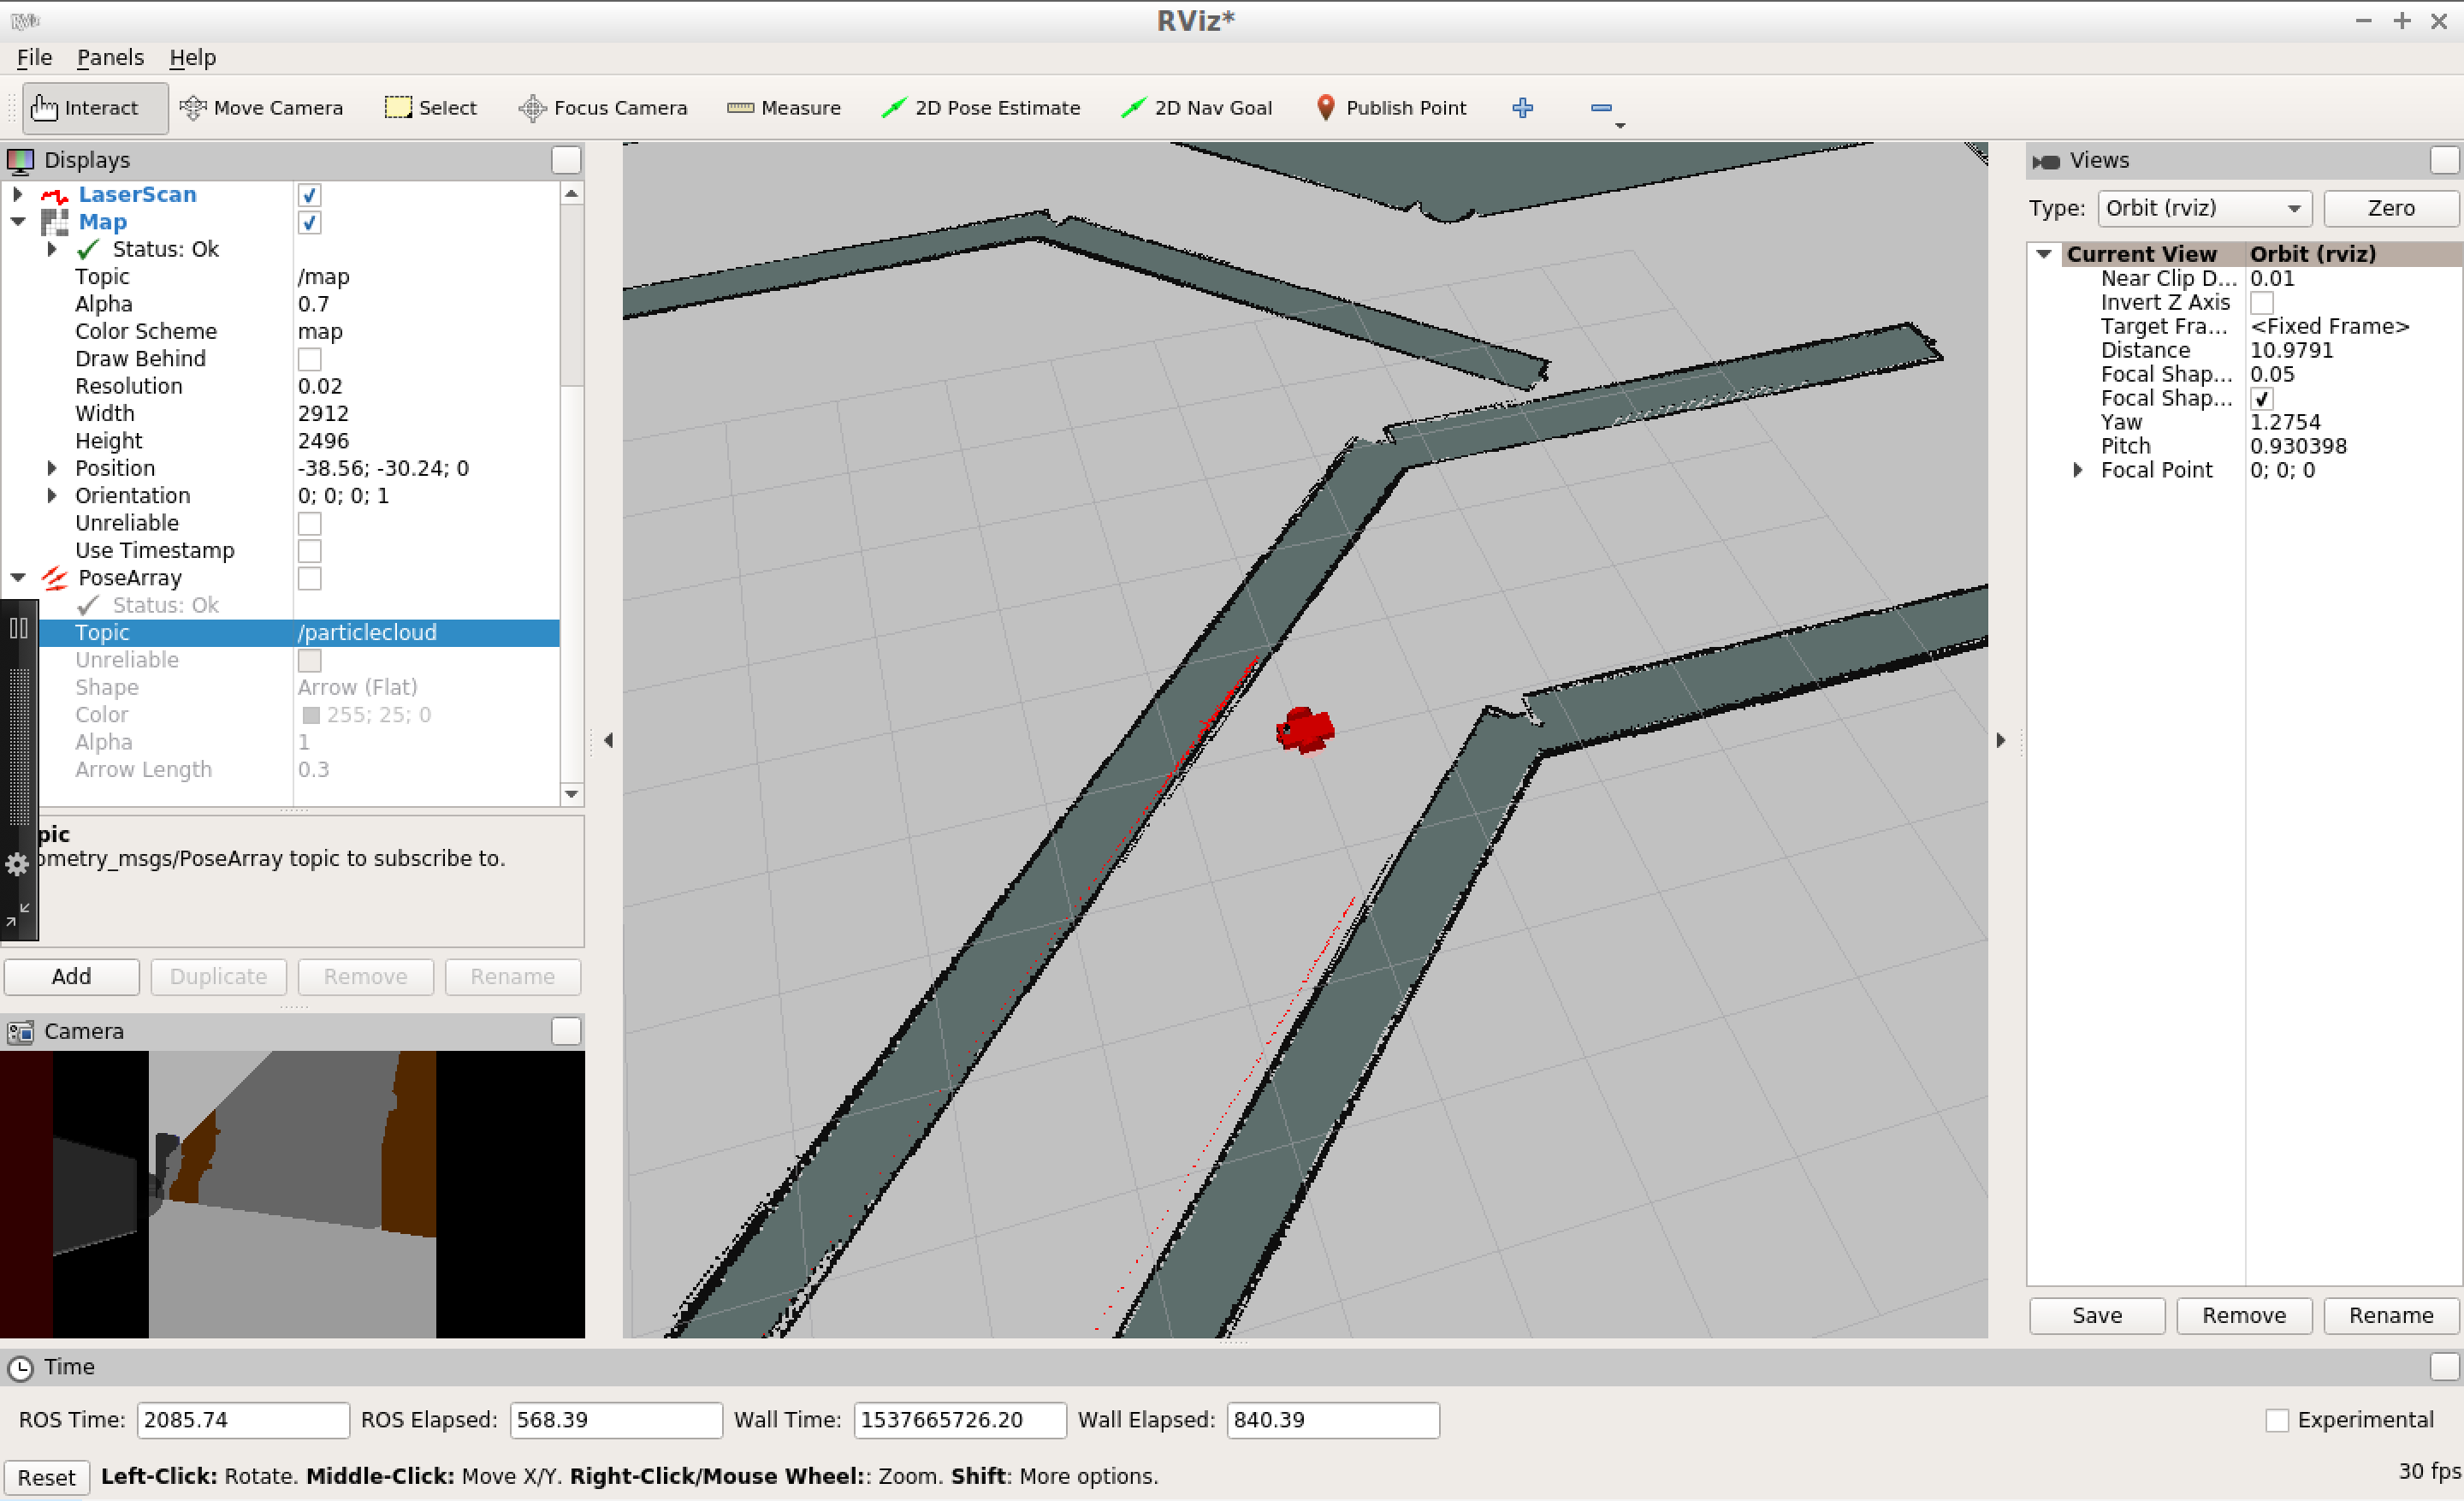 RViz*
File Panels Help
Interact Move Camera Select Focus Camera Measure 2D Pose Estimate 2D Nav Goal Publish Point
Displays
LaserScan
Map
Status: Ok
Topic /map
Alpha 0.7
Color Scheme map
Draw Behind
Resolution 0.02
Width 2912
Height 2496
Position -38.56; -30.24; 0
Orientation 0; 0; 0; 1
Unreliable
Use Timestamp
PoseArray
Status: Ok
Topic /particlecloud
Unreliable
Shape Arrow (Flat)
Color 255; 25; 0
Alpha 1
Arrow Length 0.3
pic
ometry_msgs/PoseArray topic to subscribe to.
Add Duplicate Remove Rename
Camera
Views
Type: Orbit (rviz) Zero
Current View Orbit (rviz)
Near Clip D... 0.01
Invert Z Axis
Target Fra... <Fixed Frame>
Distance 10.9791
Focal Shap... 0.05
Focal Shap...
Yaw 1.2754
Pitch 0.930398
Focal Point 0; 0; 0
Save Remove Rename
Time
ROS Time: 2085.74 ROS Elapsed: 568.39 Wall Time: 1537665726.20 Wall Elapsed: 840.39 Experimental
Reset Left-Click: Rotate. Middle-Click: Move X/Y. Right-Click/Mouse Wheel:: Zoom. Shift: More options. 30 fps